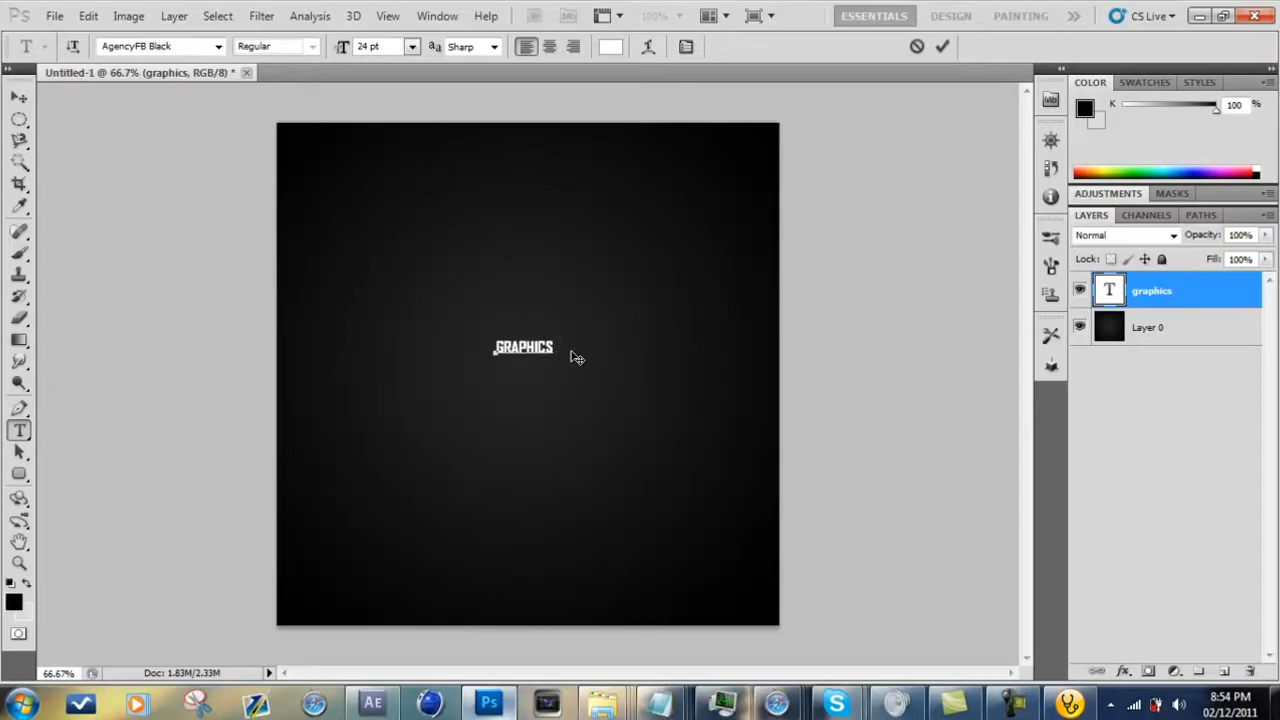 Ps File Edit Image Layer Select Filter Analysis 3D View Window Help 100% ESSENTIALS DESIGN PAINTING CS Live
T AgencyFB Black Regular 24 pt Sharp
Untitled-1 @ 66.7% (graphics, RGB/8) *
COLOR SWATCHES STYLES
K 100 %
ADJUSTMENTS MASKS
LAYERS CHANNELS PATHS
Normal Opacity: 100%
Lock: Fill: 100%
T graphics
Layer 0
GRAPHICS
66.67% Doc: 1.83M/2.33M
AE Ps
8:54 PM
02/12/2011